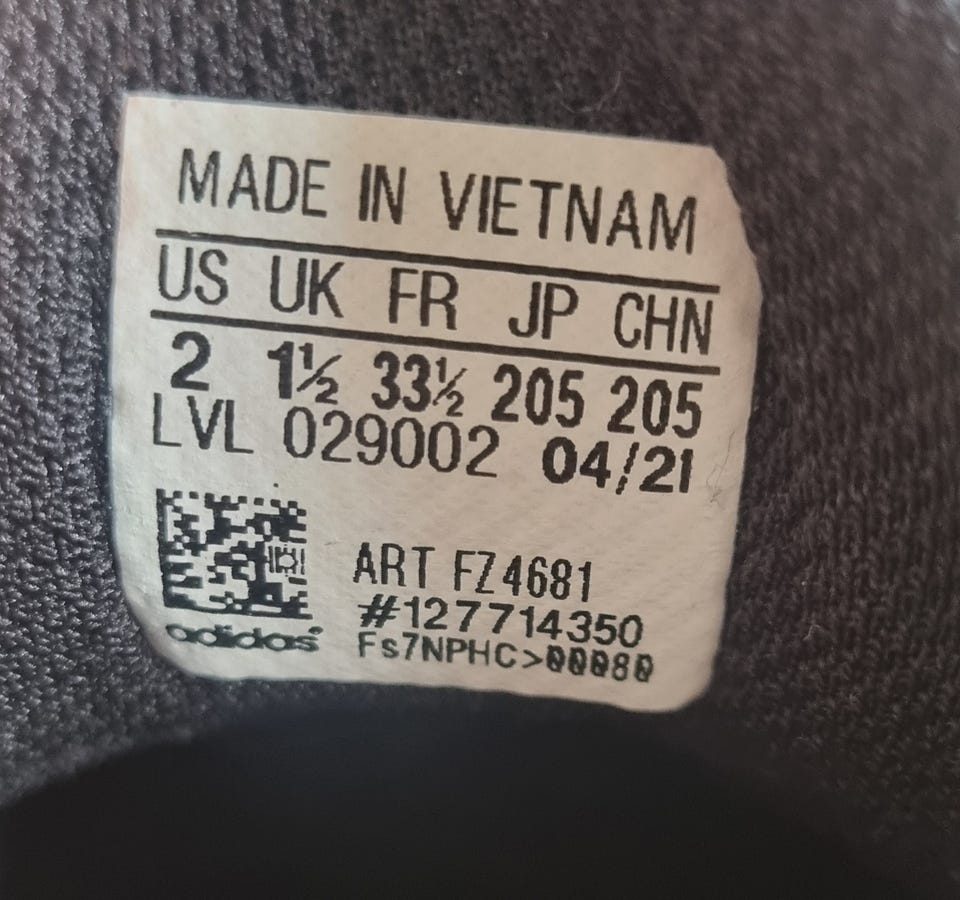 MADE IN VIETNAM
US UK FR JP CHN
2 1½ 33½ 205 205
LVL 029002 04/21
ART FZ4681
#127714350
adidas
Fs7NPHC>00080